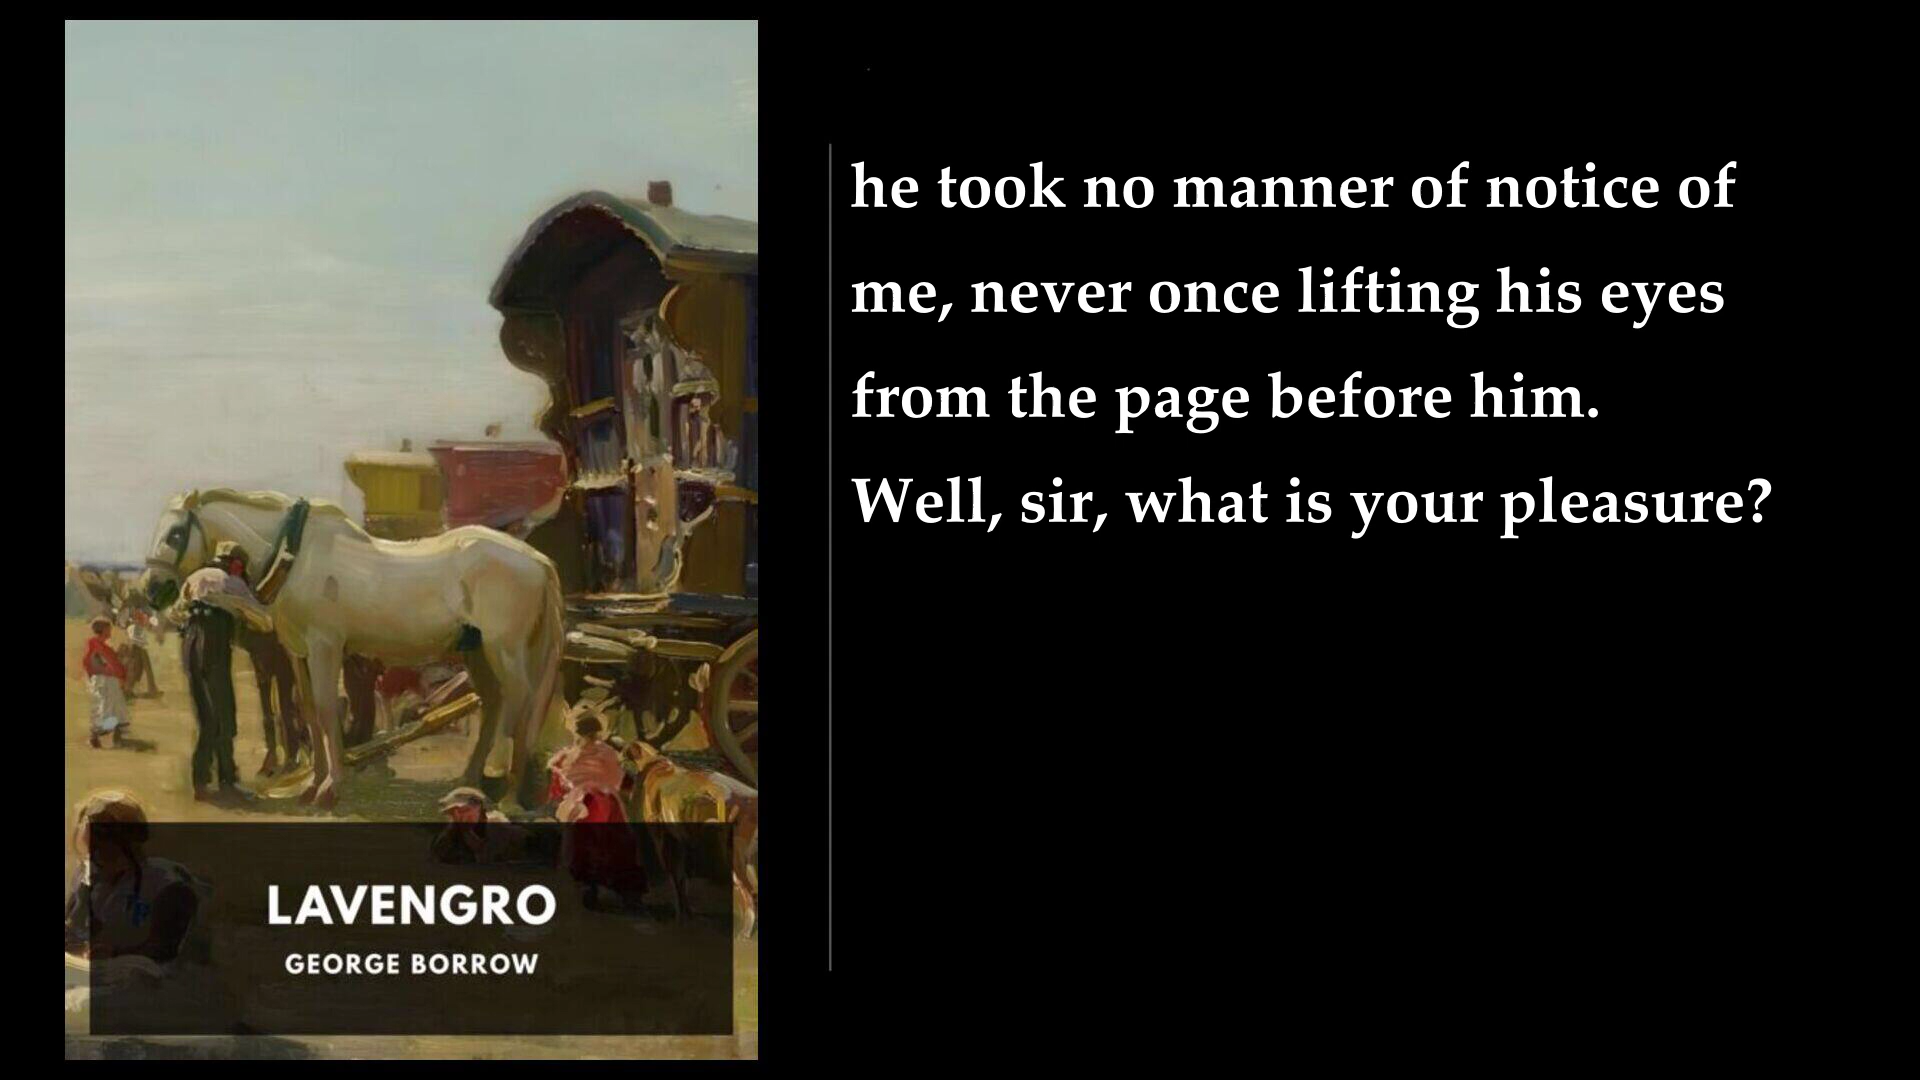 he took no manner of notice of
me, never once lifting his eyes
from the page before him.
Well, sir, what is your pleasure?
LAVENGRO
GEORGE BORROW